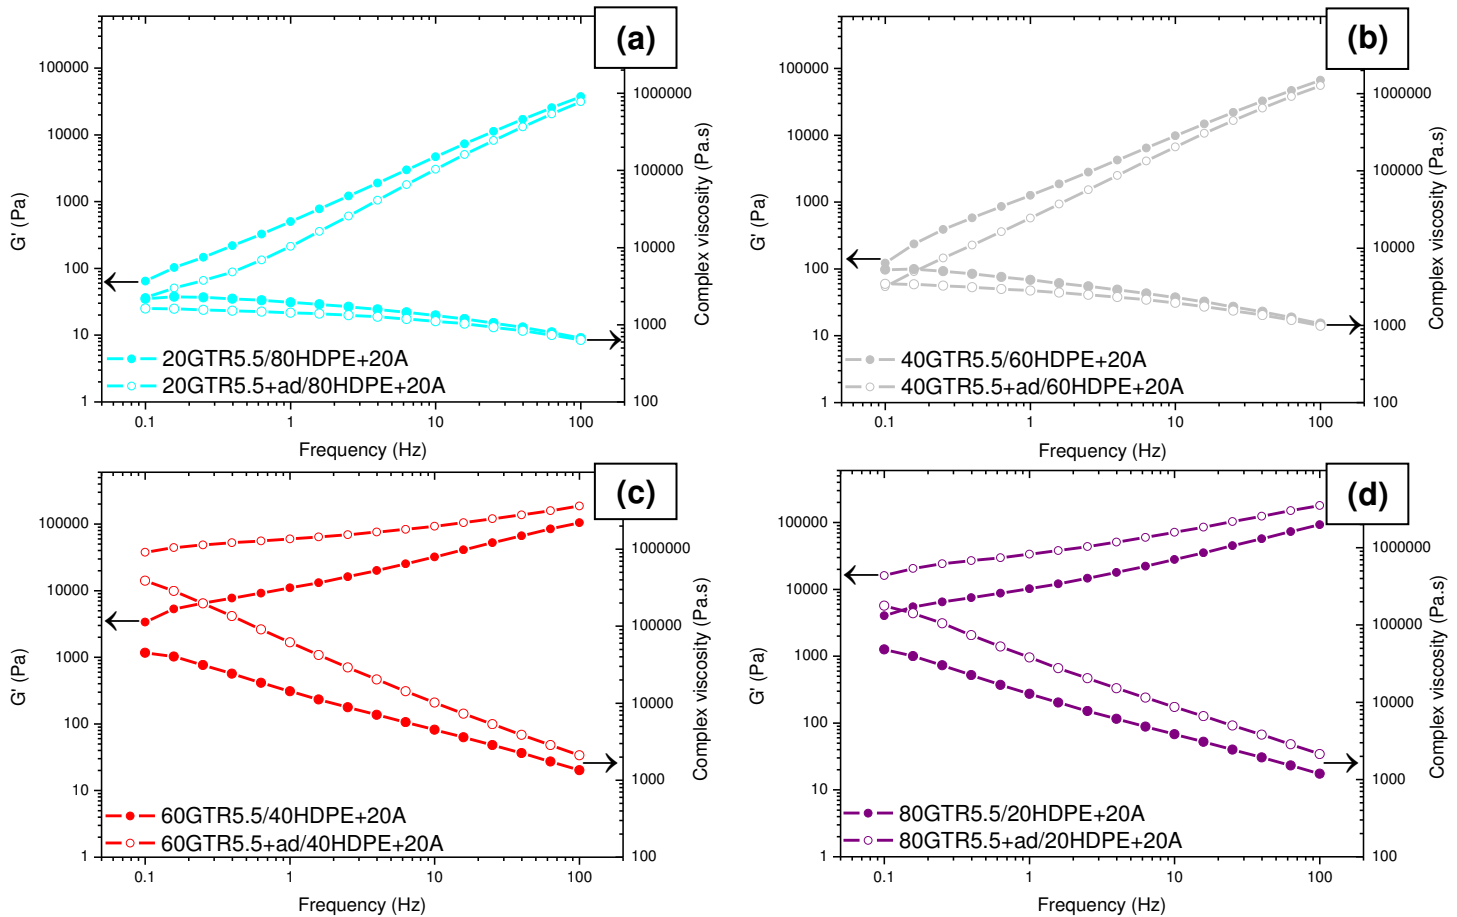 (a)
100000
10000
1000
100
10
1
G' (Pa)
1000000
100000
10000
1000
100
Complex viscosity (Pa.s)
20GTR5.5/80HDPE+20A
20GTR5.5+ad/80HDPE+20A
0.1
1
10
100
Frequency (Hz)
(b)
100000
10000
1000
100
10
1
G' (Pa)
1000000
100000
10000
1000
100
Complex viscosity (Pa.s)
40GTR5.5/60HDPE+20A
40GTR5.5+ad/60HDPE+20A
0.1
1
10
100
Frequency (Hz)
(c)
100000
10000
1000
100
10
1
G' (Pa)
1000000
100000
10000
1000
100
Complex viscosity (Pa.s)
60GTR5.5/40HDPE+20A
60GTR5.5+ad/40HDPE+20A
0.1
1
10
100
Frequency (Hz)
(d)
100000
10000
1000
100
10
1
G' (Pa)
1000000
100000
10000
1000
100
Complex viscosity (Pa.s)
80GTR5.5/20HDPE+20A
80GTR5.5+ad/20HDPE+20A
0.1
1
10
100
Frequency (Hz)